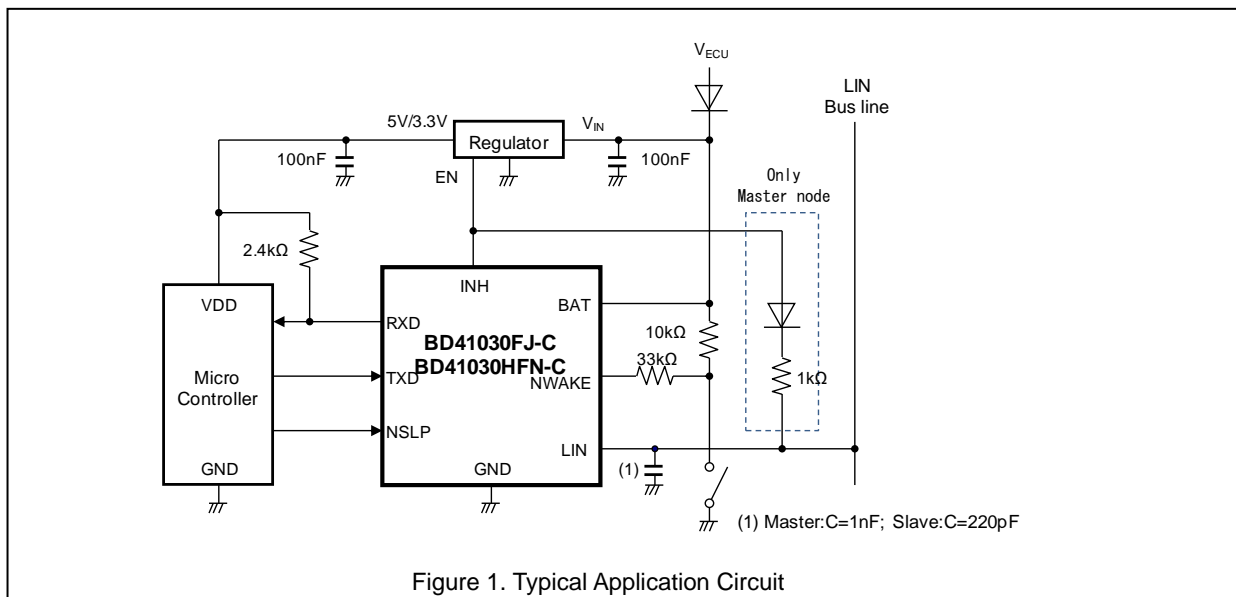 VECU
LIN
Bus line
5V/3.3V
Regulator
VIN
100nF
100nF
EN
Only
Master node
2.4kΩ
INH
VDD
BAT
RXD
10kΩ
BD41030FJ-C
BD41030HFN-C
33kΩ
Micro
Controller
TXD
NWAKE
1kΩ
NSLP
LIN
GND
GND
(1)
(1) Master:C=1nF; Slave:C=220pF
Figure 1. Typical Application Circuit